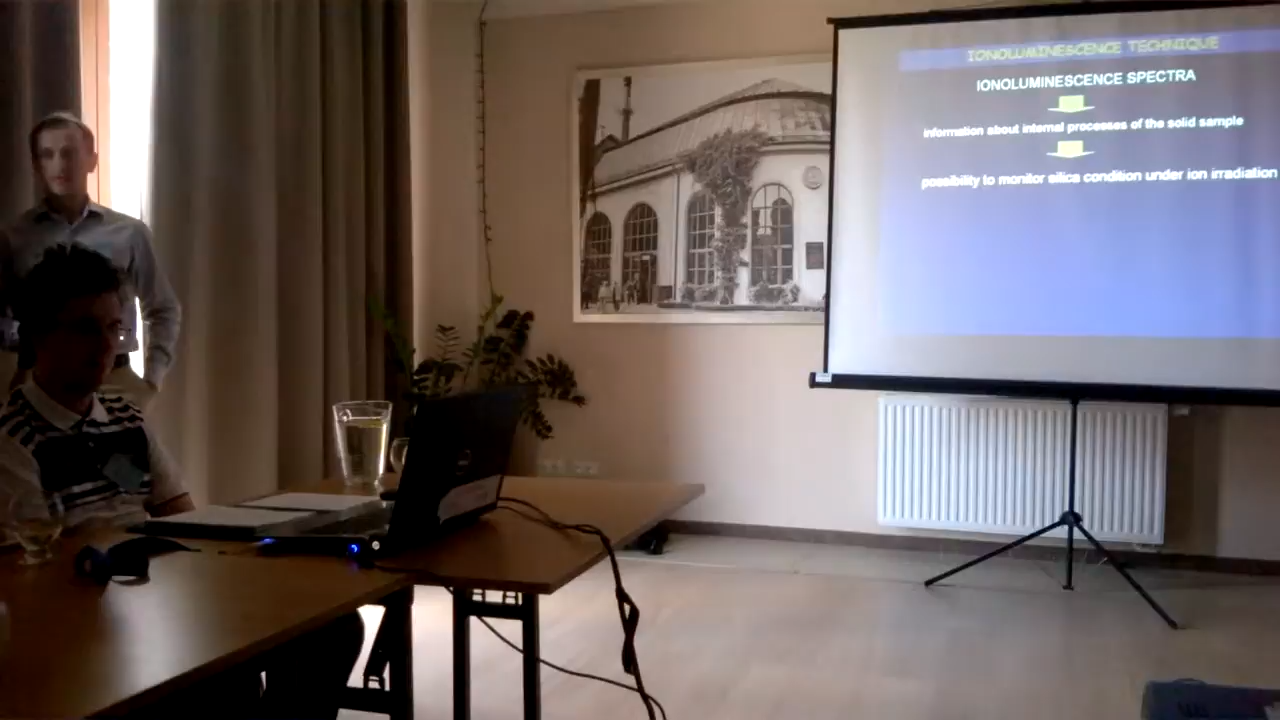 IONOLUMINESCENCE TECHNIQUE
IONOLUMINESCENCE SPECTRA
information about internal processes of the solid sample
possibility to monitor silica condition under ion irradiation